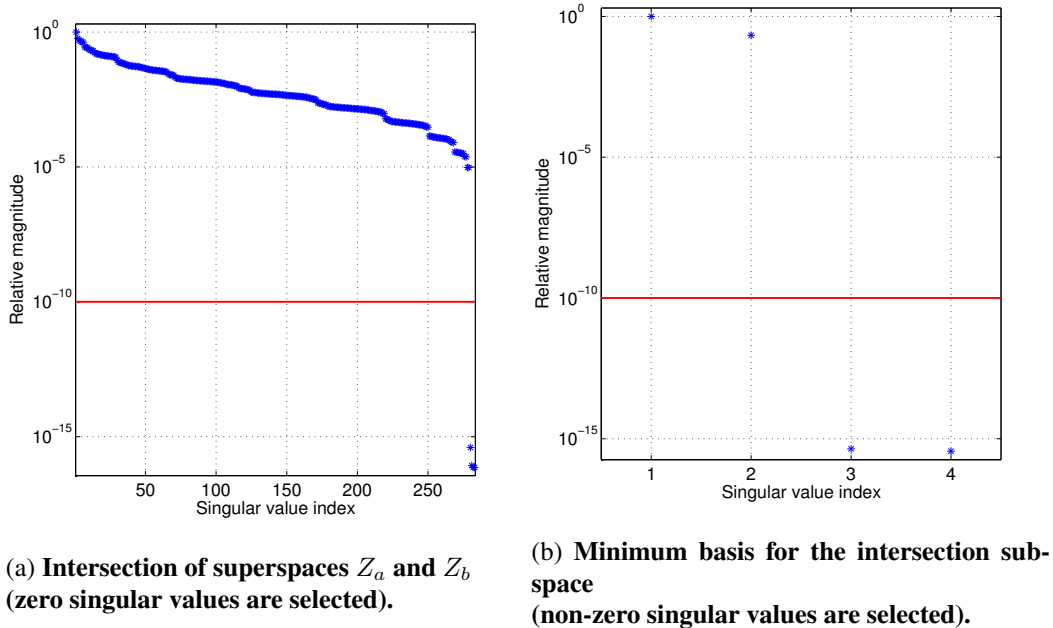 10^0
10^-5
10^-10
10^-15
Relative magnitude
50 100 150 200 250
Singular value index
(a) Intersection of superspaces Z_a and Z_b
(zero singular values are selected).
10^0
10^-5
10^-10
10^-15
Relative magnitude
1 2 3 4
Singular value index
(b) Minimum basis for the intersection sub-
space
(non-zero singular values are selected).